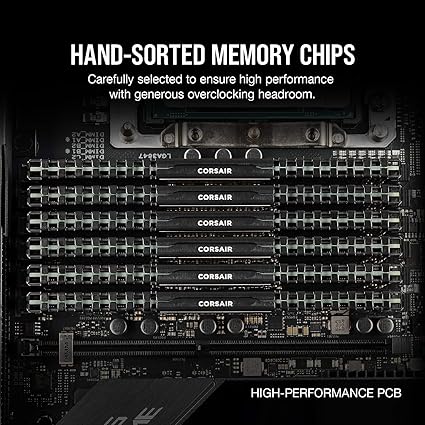 HAND-SORTED MEMORY CHIPS
Carefully selected to ensure high performance
with generous overclocking headroom.
LGA3647
CORSAIR
CORSAIR
CORSAIR
CORSAIR
CORSAIR
CORSAIR
HIGH-PERFORMANCE PCB